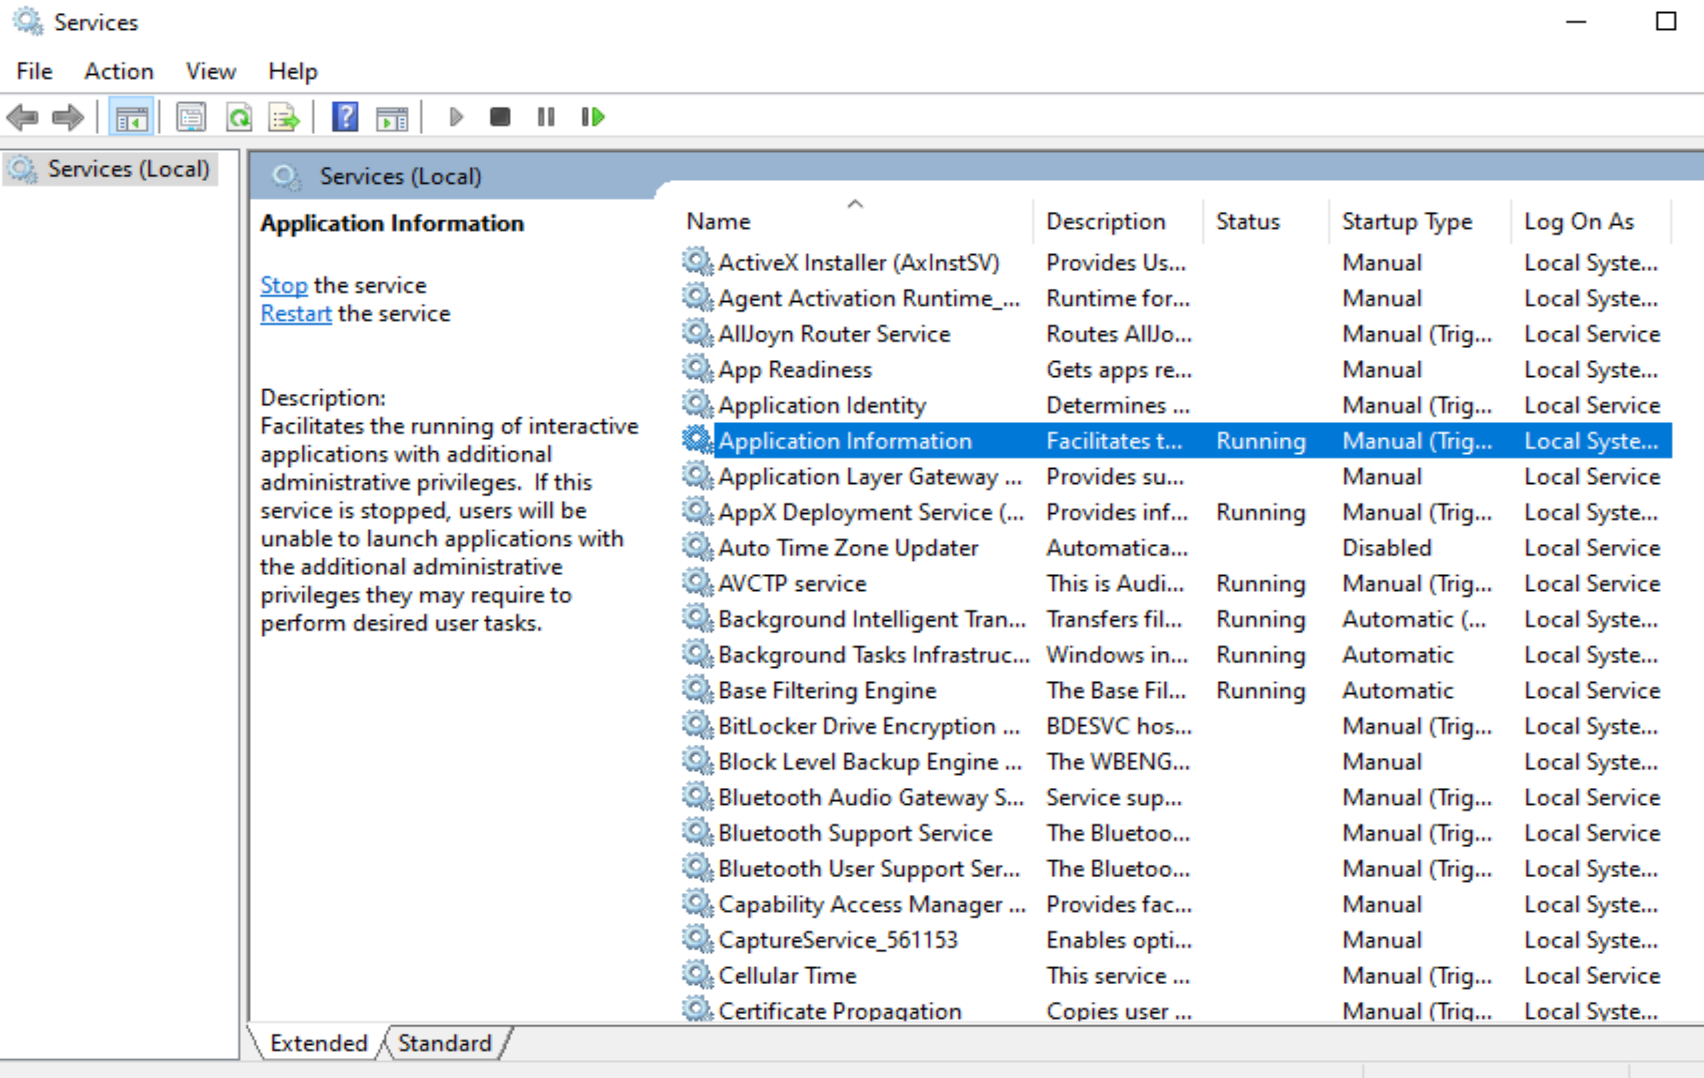 Services
File Action View Help
Services (Local)
Services (Local)
Application Information
Stop the service
Restart the service
Description:
Facilitates the running of interactive
applications with additional
administrative privileges.  If this
service is stopped, users will be
unable to launch applications with
the additional administrative
privileges they may require to
perform desired user tasks.
Name Description Status Startup Type Log On As
ActiveX Installer (AxInstSV) Provides Us... Manual Local Syste...
Agent Activation Runtime_... Runtime for... Manual Local Syste...
AllJoyn Router Service Routes AllJo... Manual (Trig... Local Service
App Readiness Gets apps re... Manual Local Syste...
Application Identity Determines ... Manual (Trig... Local Service
Application Information Facilitates t... Running Manual (Trig... Local Syste...
Application Layer Gateway ... Provides su... Manual Local Service
AppX Deployment Service (... Provides inf... Running Manual (Trig... Local Syste...
Auto Time Zone Updater Automatica... Disabled Local Service
AVCTP service This is Audi... Running Manual (Trig... Local Service
Background Intelligent Tran... Transfers fil... Running Automatic (... Local Syste...
Background Tasks Infrastruc... Windows in... Running Automatic Local Syste...
Base Filtering Engine The Base Fil... Running Automatic Local Service
BitLocker Drive Encryption ... BDESVC hos... Manual (Trig... Local Syste...
Block Level Backup Engine ... The WBENG... Manual Local Syste...
Bluetooth Audio Gateway S... Service sup... Manual (Trig... Local Service
Bluetooth Support Service The Bluetoo... Manual (Trig... Local Service
Bluetooth User Support Ser... The Bluetoo... Manual (Trig... Local Syste...
Capability Access Manager ... Provides fac... Manual Local Syste...
CaptureService_561153 Enables opti... Manual Local Syste...
Cellular Time This service ... Manual (Trig... Local Service
Certificate Propagation Copies user ... Manual (Trig... Local Syste...
Extended Standard